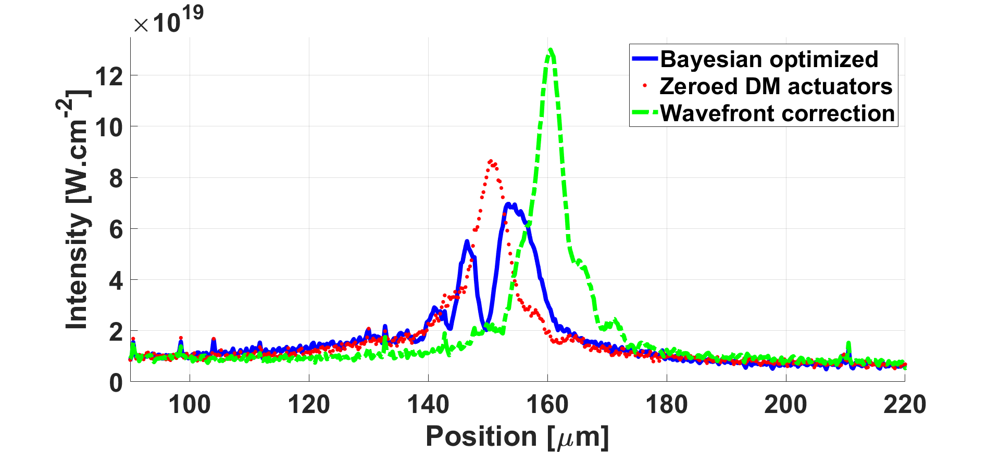 ×10^19
Intensity [W.cm^-2]
12
10
8
6
4
2
0
Bayesian optimized
Zeroed DM actuators
Wavefront correction
100 120 140 160 180 200 220
Position [μm]